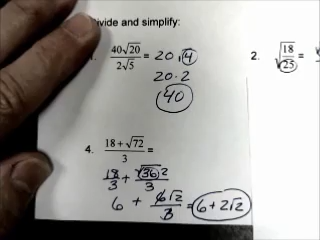 ivide and simplify:
1. 40√20 / 2√5 = 20√4
20·2
40
2. √18 / √25 =
4. 18 + √72 / 3 =
18/3 + √(36)2 / 3
6 + 6√2 / 3 = 6 + 2√2